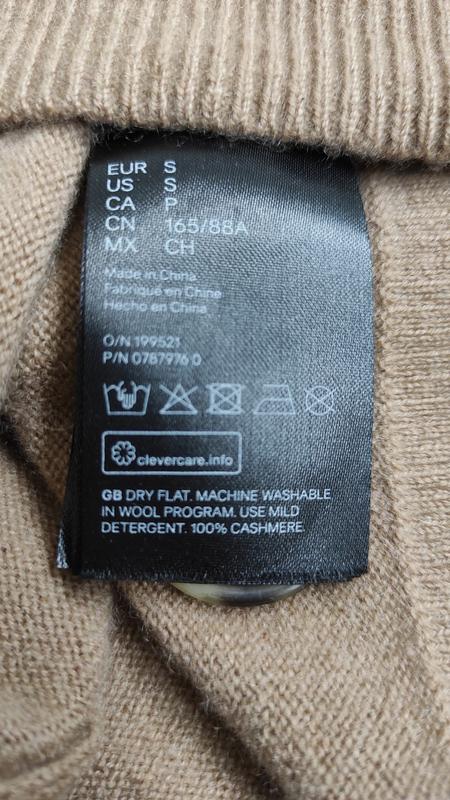 EUR S
US S
CA P
CN 165/88A
MX CH
Made in China
Fabriqué en Chine
Hecho en China
O/N 199521
P/N 0787976 0
clevercare.info
GB DRY FLAT. MACHINE WASHABLE
IN WOOL PROGRAM. USE MILD
DETERGENT. 100% CASHMERE.